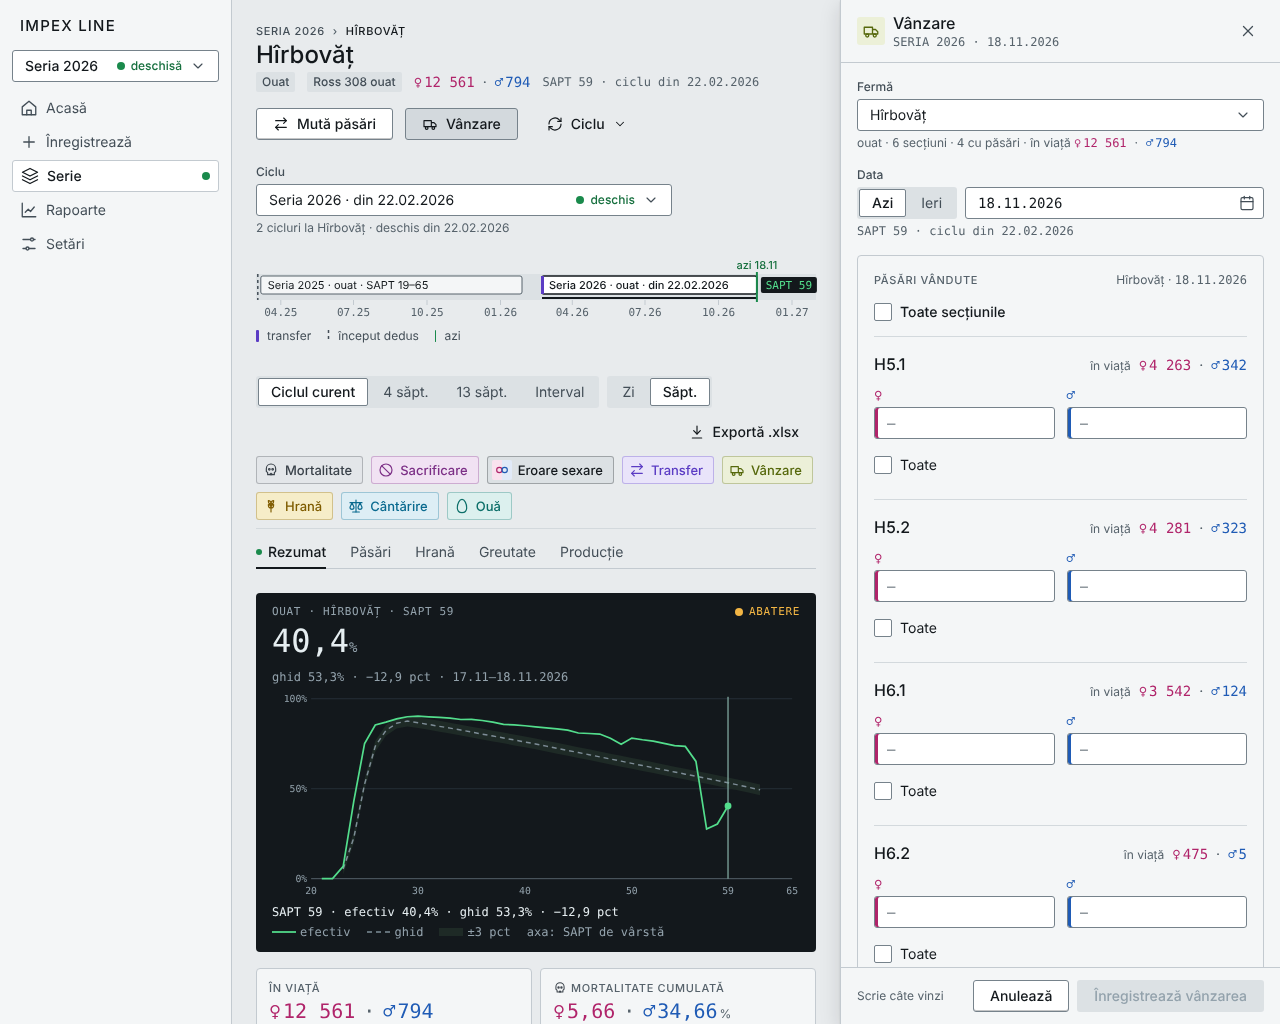 IMPEX LINE
Seria 2026
deschisă
Acasă
Înregistrează
Serie
Rapoarte
Setări
SERIA 2026 › HÎRBOVĂȚ
Hîrbovăț
Ouat
Ross 308 ouat
♀12 561 · ♂794
SAPT 59 · ciclu din 22.02.2026
Mută păsări
Vânzare
Ciclu
Ciclu
Seria 2026 · din 22.02.2026
deschis
2 cicluri la Hîrbovăț · deschis din 22.02.2026
azi 18.11
Seria 2025 · ouat · SAPT 19–65
Seria 2026 · ouat · din 22.02.2026
SAPT 59
04.25
07.25
10.25
01.26
04.26
07.26
10.26
01.27
transfer
început dedus
azi
Ciclul curent
4 săpt.
13 săpt.
Interval
Zi
Săpt.
Exportă .xlsx
Mortalitate
Sacrificare
Eroare sexare
Transfer
Vânzare
Hrană
Cântărire
Ouă
Rezumat
Păsări
Hrană
Greutate
Producție
OUAT · HÎRBOVĂȚ · SAPT 59
ABATERE
40,4%
ghid 53,3% · −12,9 pct · 17.11–18.11.2026
100%
50%
0%
20
30
40
50
59
65
SAPT 59 · efectiv 40,4% · ghid 53,3% · −12,9 pct
efectiv
ghid
±3 pct
axa: SAPT de vârstă
ÎN VIAȚĂ
♀12 561 · ♂794
MORTALITATE CUMULATĂ
♀5,66 · ♂34,66%
Vânzare
SERIA 2026 · 18.11.2026
Fermă
Hîrbovăț
ouat · 6 secțiuni · 4 cu păsări · în viață ♀12 561 · ♂794
Data
Azi
Ieri
18.11.2026
SAPT 59 · ciclu din 22.02.2026
PĂSĂRI VÂNDUTE
Hîrbovăț · 18.11.2026
Toate secțiunile
H5.1
în viață ♀4 263 · ♂342
♀
♂
–
–
Toate
H5.2
în viață ♀4 281 · ♂323
♀
♂
–
–
Toate
H6.1
în viață ♀3 542 · ♂124
♀
♂
–
–
Toate
H6.2
în viață ♀475 · ♂5
♀
♂
–
–
Toate
Scrie câte vinzi
Anulează
Înregistrează vânzarea